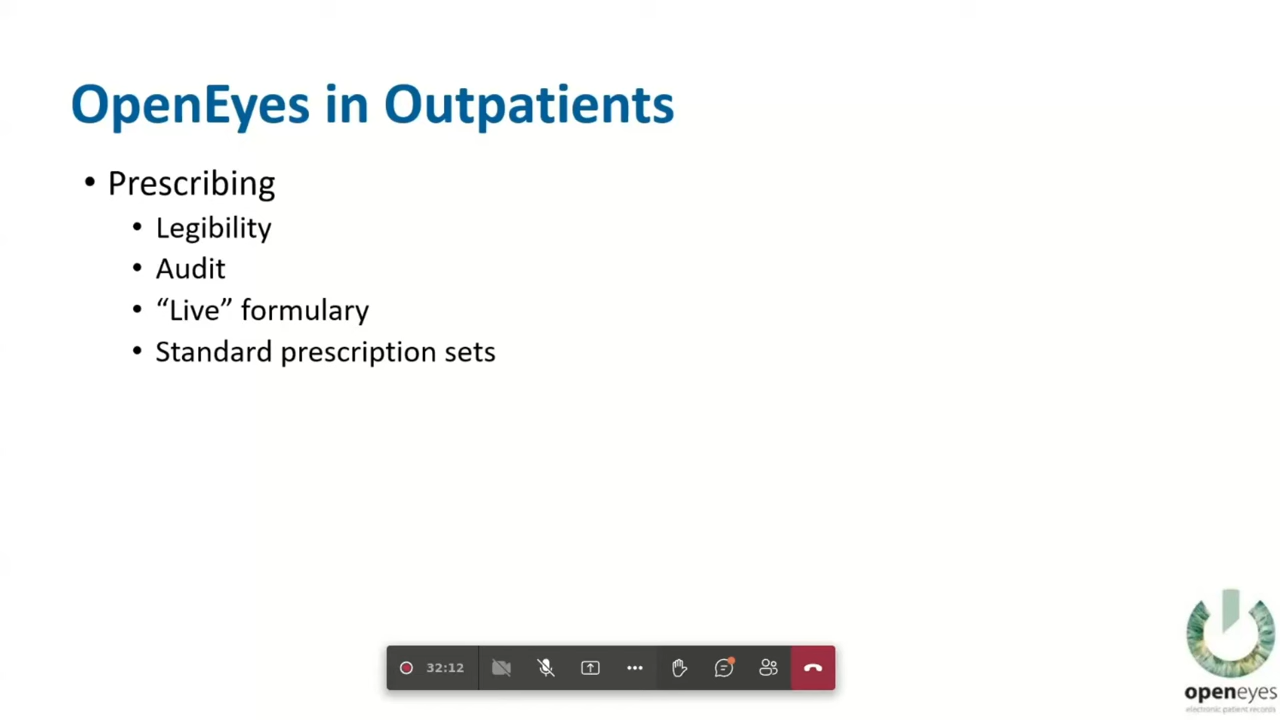 OpenEyes in Outpatients
• Prescribing
• Legibility
• Audit
• “Live” formulary
• Standard prescription sets
32:12
openeyes
electronic patient records